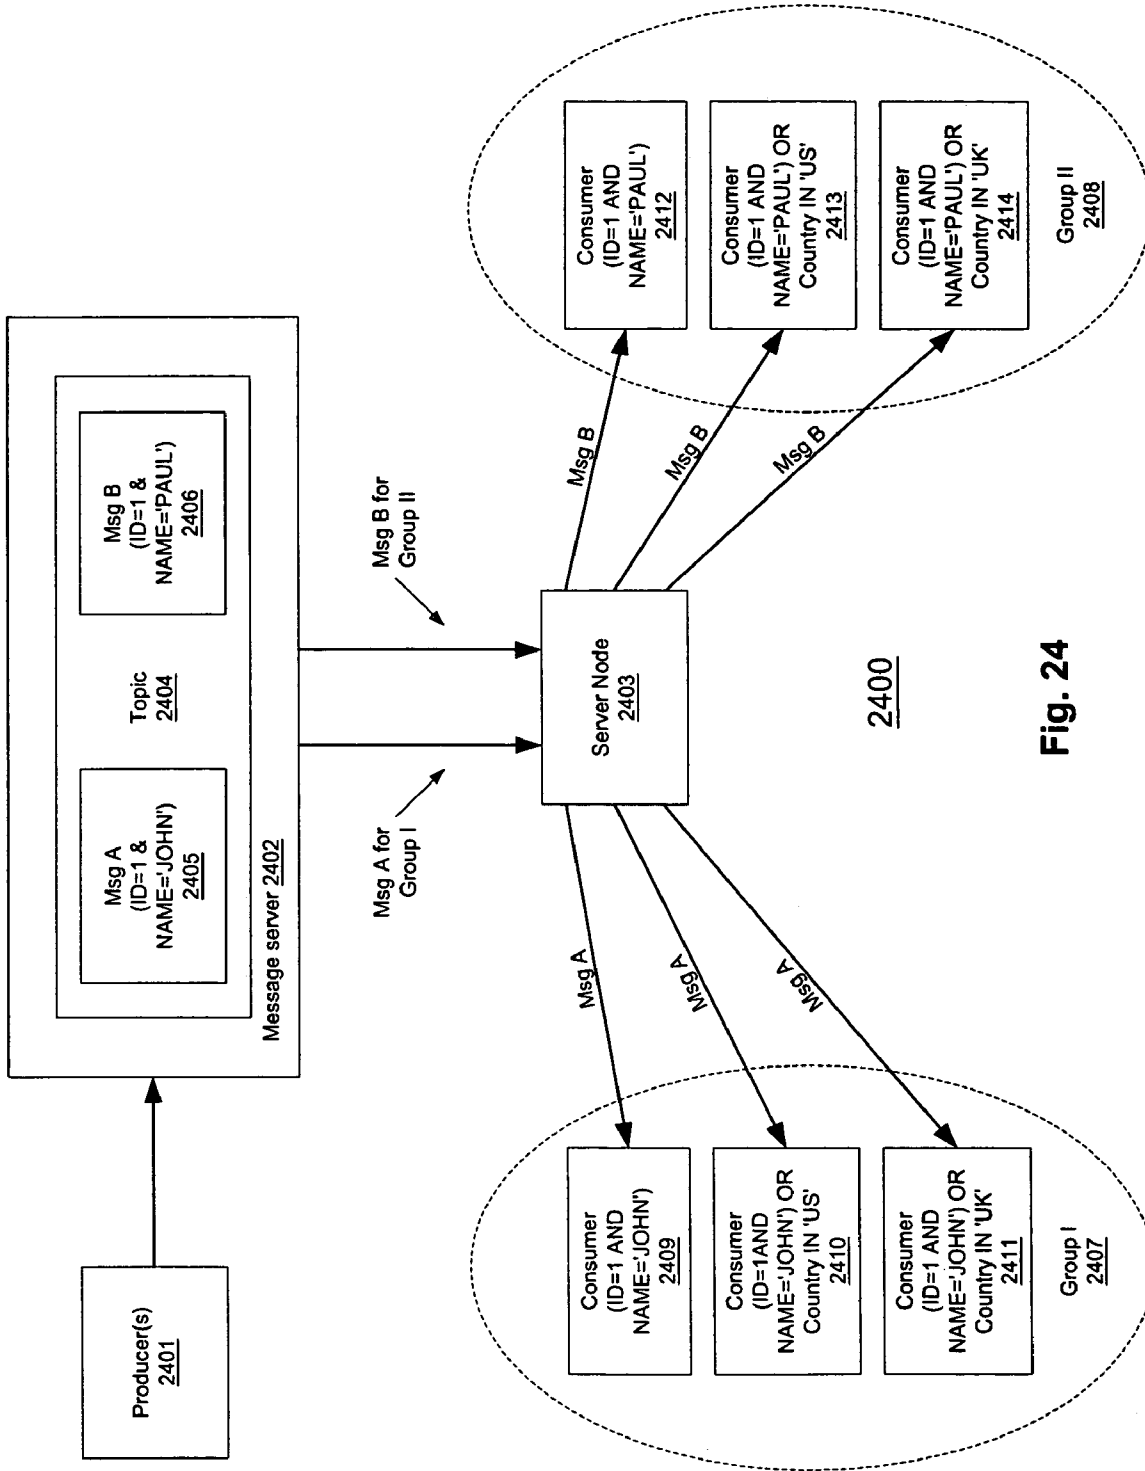 Producer(s)
2401
Msg A
(ID=1 &
NAME='JOHN')
2405
Topic
2404
Msg B
(ID=1 &
NAME='PAUL')
2406
Message server 2402
Msg A for
Group I
Msg B for
Group II
Server Node
2403
Msg A
Msg A
Msg A
Msg B
Msg B
Msg B
Consumer
(ID=1 AND
NAME='JOHN')
2409
Consumer
(ID=1AND
NAME='JOHN') OR
Country IN 'US'
2410
Consumer
(ID=1 AND
NAME='JOHN') OR
Country IN 'UK'
2411
Group I
2407
Consumer
(ID=1 AND
NAME='PAUL')
2412
Consumer
(ID=1 AND
NAME='PAUL') OR
Country IN 'US'
2413
Consumer
(ID=1 AND
NAME='PAUL') OR
Country IN 'UK'
2414
Group II
2408
2400
Fig. 24